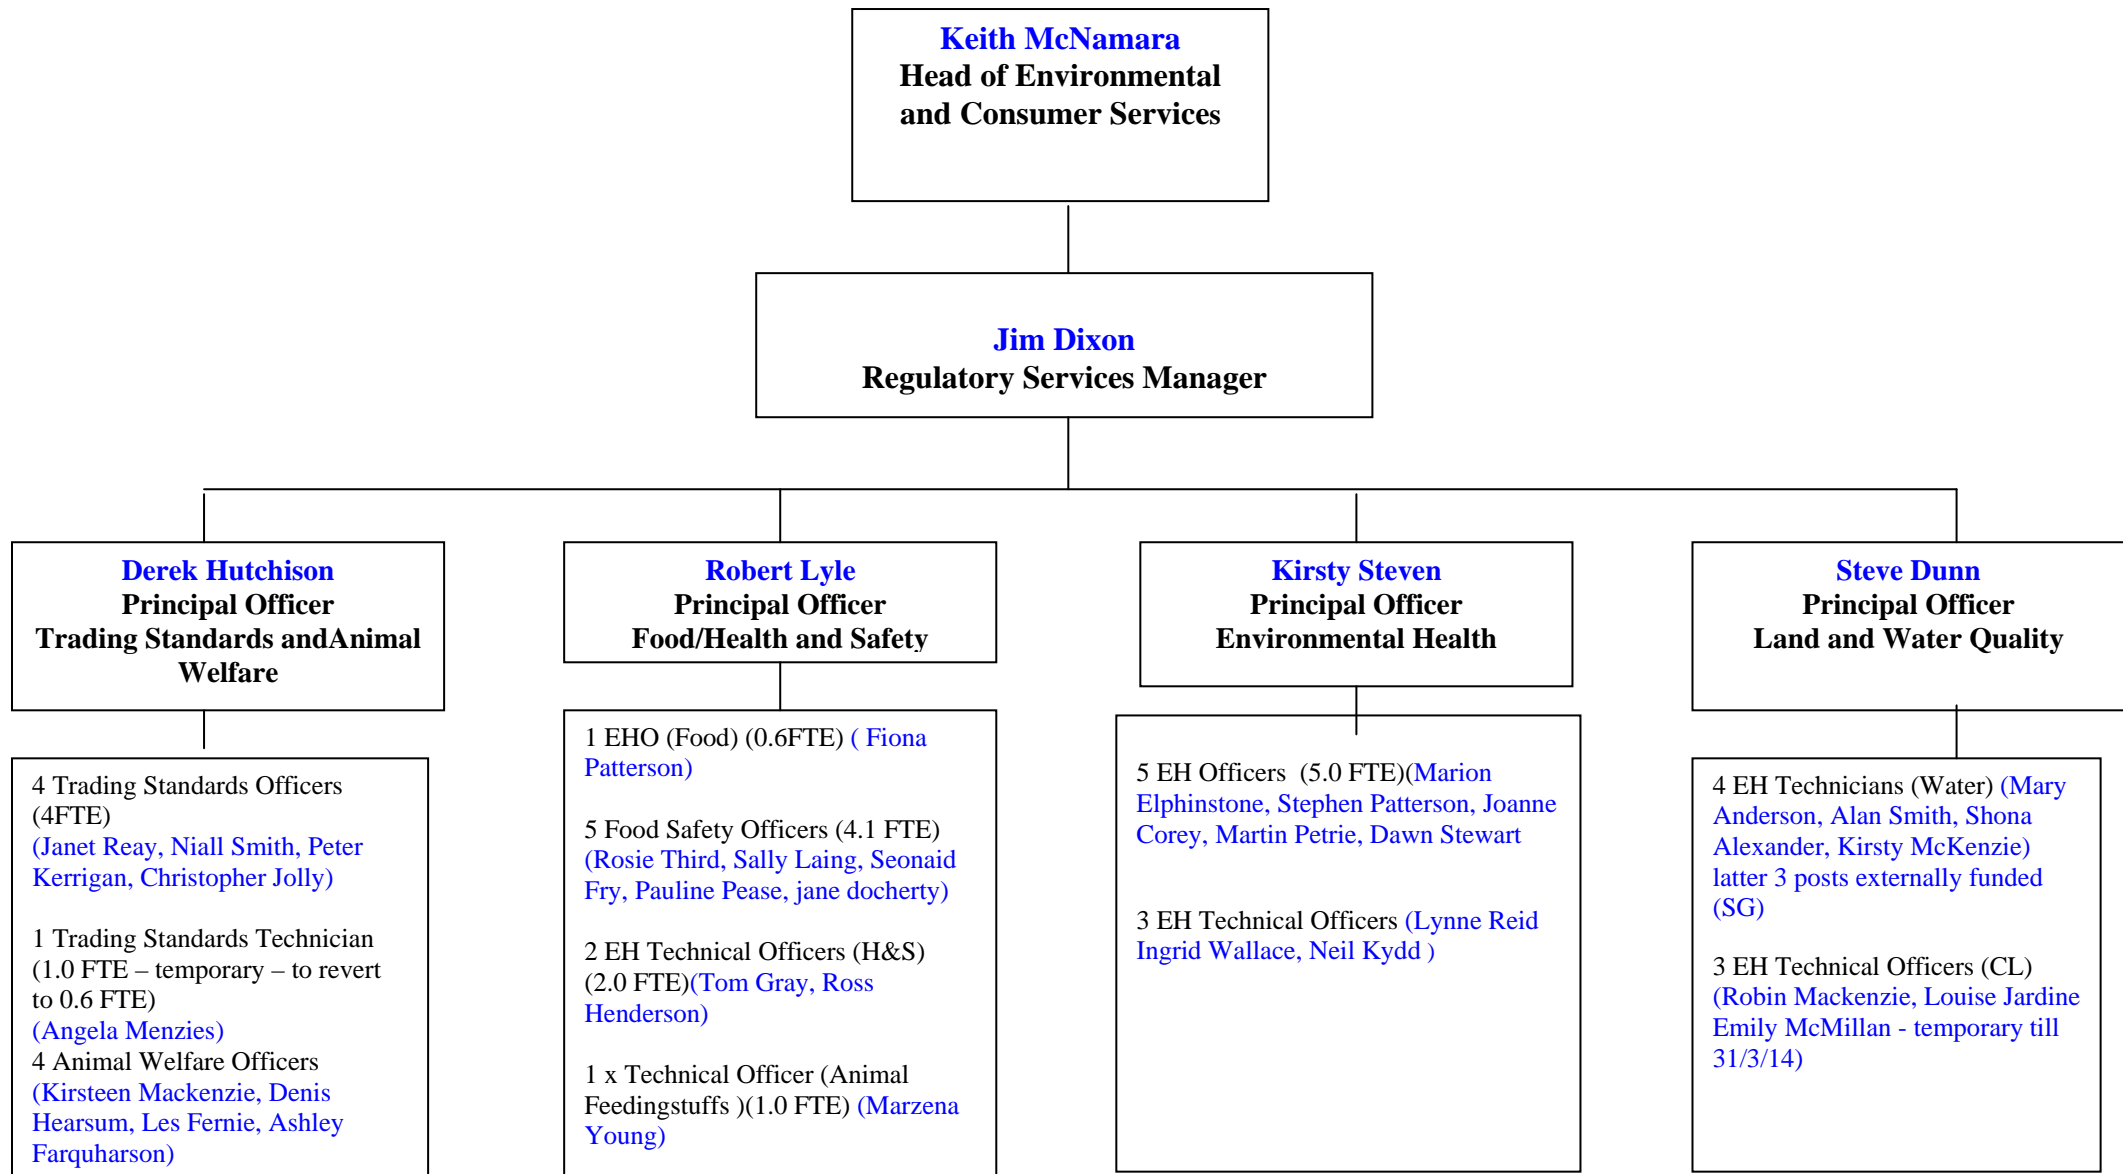 Keith McNamara
Head of Environmental
and Consumer Services
Jim Dixon
Regulatory Services Manager
Derek Hutchison
Principal Officer
Trading Standards andAnimal
Welfare
Robert Lyle
Principal Officer
Food/Health and Safety
Kirsty Steven
Principal Officer
Environmental Health
Steve Dunn
Principal Officer
Land and Water Quality
4 Trading Standards Officers
(4FTE)
(Janet Reay, Niall Smith, Peter
Kerrigan, Christopher Jolly)
1 Trading Standards Technician
(1.0 FTE – temporary – to revert
to 0.6 FTE)
(Angela Menzies)
4 Animal Welfare Officers
(Kirsteen Mackenzie, Denis
Hearsum, Les Fernie, Ashley
Farquharson)
1 EHO (Food) (0.6FTE) ( Fiona
Patterson)
5 Food Safety Officers (4.1 FTE)
(Rosie Third, Sally Laing, Seonaid
Fry, Pauline Pease, jane docherty)
2 EH Technical Officers (H&S)
(2.0 FTE)(Tom Gray, Ross
Henderson)
1 x Technical Officer (Animal
Feedingstuffs )(1.0 FTE) (Marzena
Young)
5 EH Officers  (5.0 FTE)(Marion
Elphinstone, Stephen Patterson, Joanne
Corey, Martin Petrie, Dawn Stewart
3 EH Technical Officers (Lynne Reid
Ingrid Wallace, Neil Kydd )
4 EH Technicians (Water) (Mary
Anderson, Alan Smith, Shona
Alexander, Kirsty McKenzie)
latter 3 posts externally funded
(SG)
3 EH Technical Officers (CL)
(Robin Mackenzie, Louise Jardine
Emily McMillan - temporary till
31/3/14)